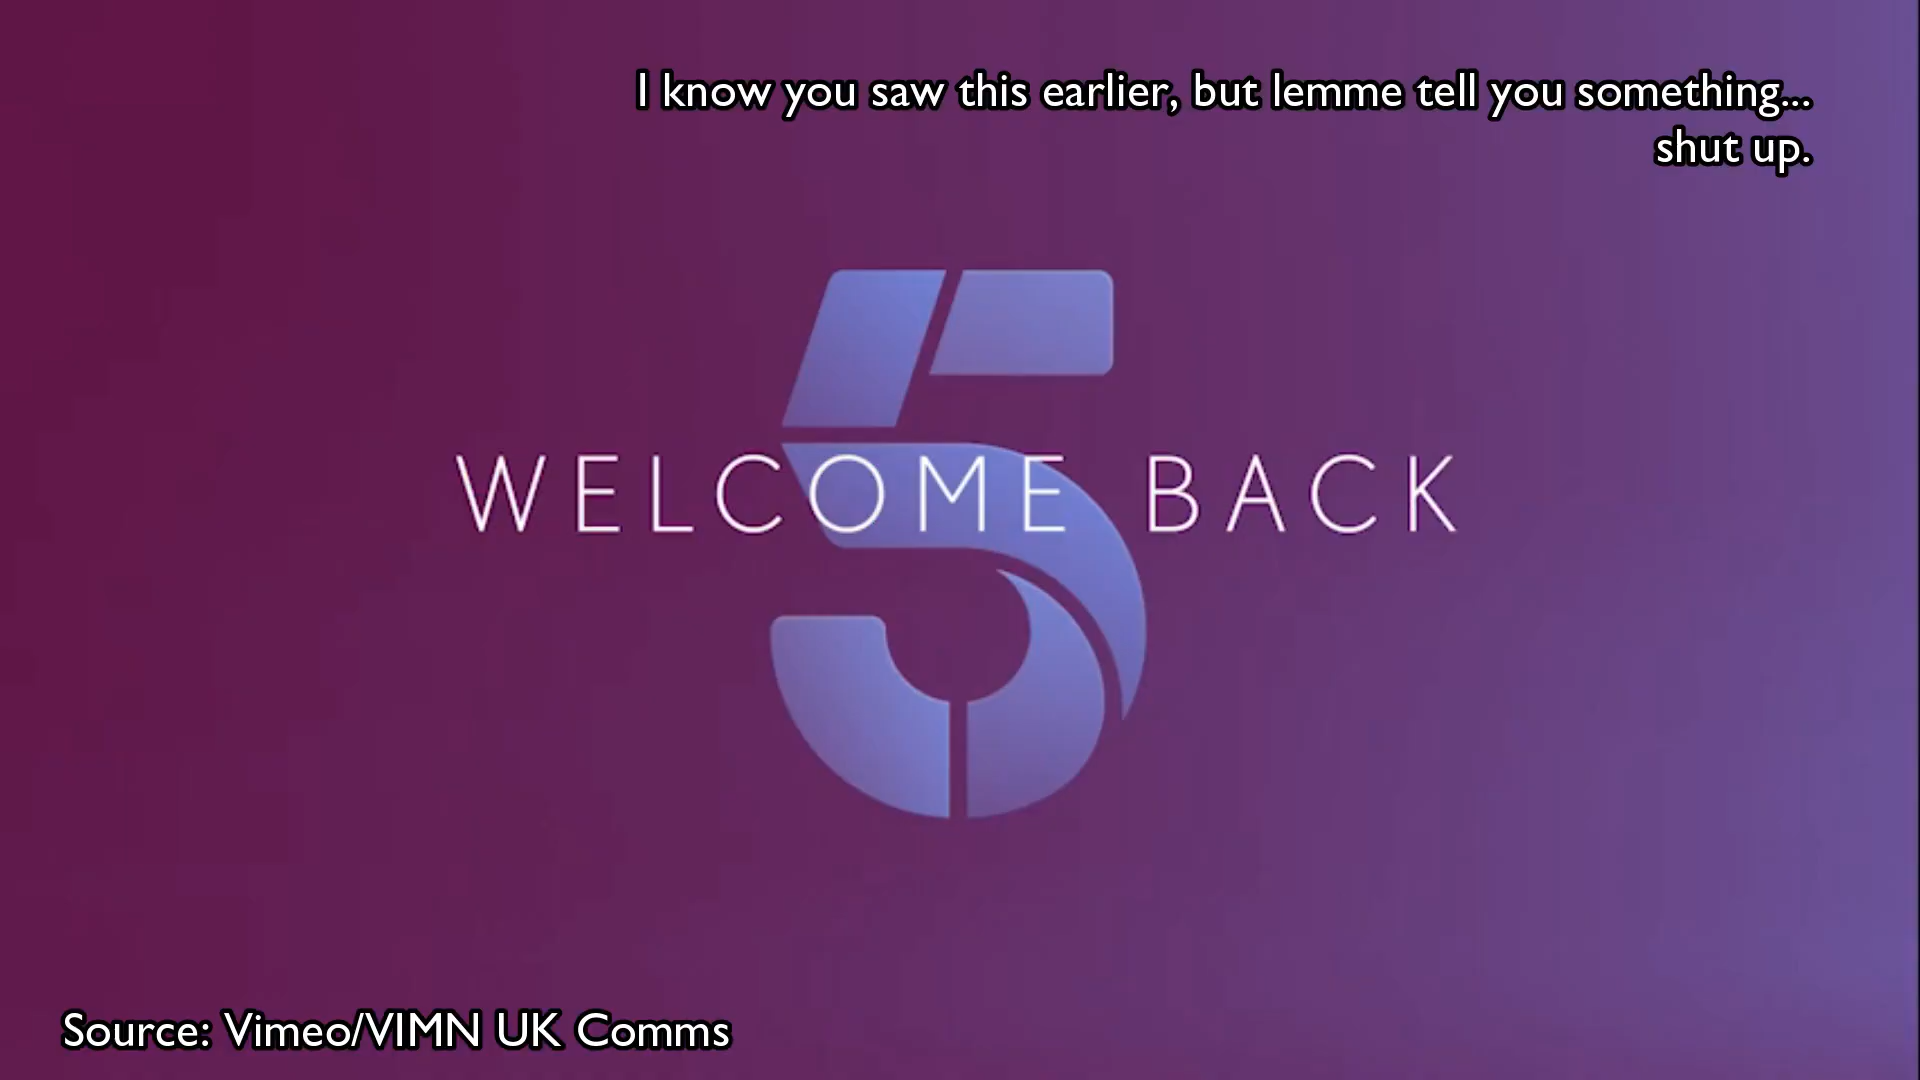 I know you saw this earlier, but lemme tell you something...
shut up.
5
WELCOME BACK
Source: Vimeo/VIMN UK Comms